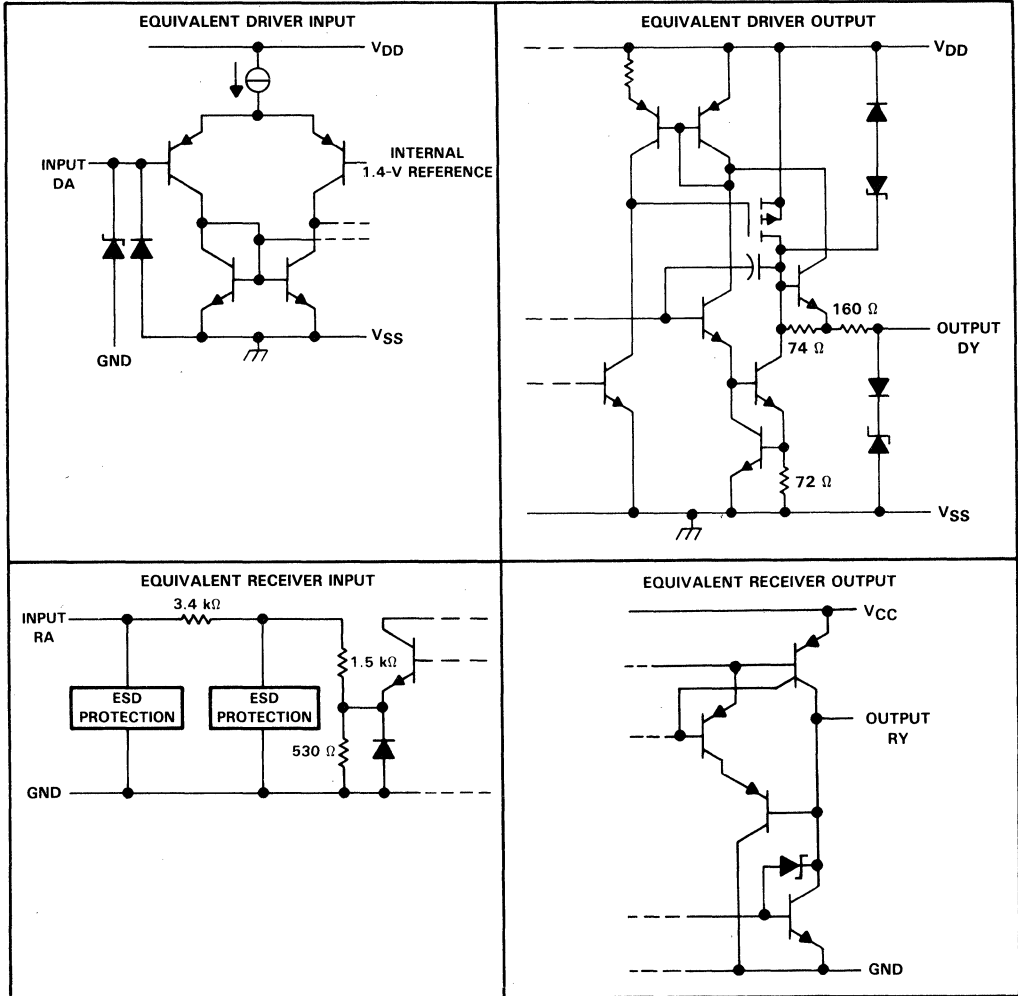 EQUIVALENT DRIVER INPUT
VDD
INPUT
DA
INTERNAL
1.4-V REFERENCE
VSS
GND
EQUIVALENT DRIVER OUTPUT
VDD
160 Ω
74 Ω
OUTPUT
DY
72 Ω
VSS
EQUIVALENT RECEIVER INPUT
3.4 kΩ
INPUT
RA
1.5 kΩ
ESD
PROTECTION
ESD
PROTECTION
530 Ω
GND
EQUIVALENT RECEIVER OUTPUT
VCC
OUTPUT
RY
GND